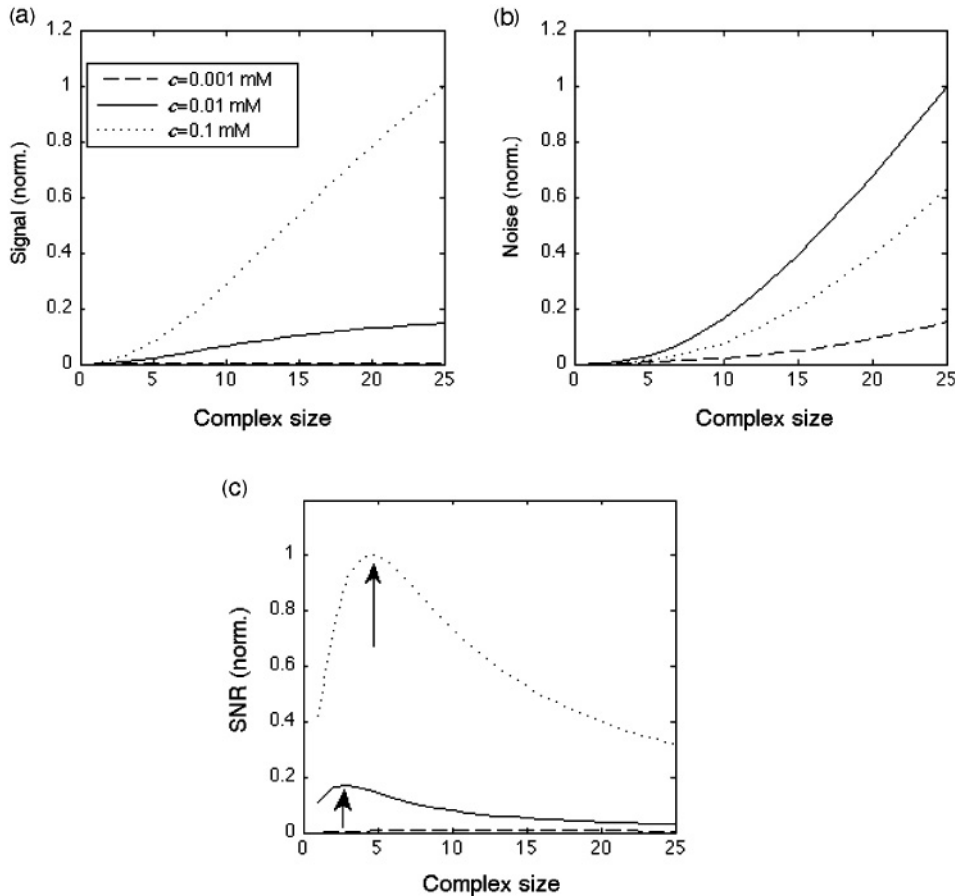 (a)
1.2
1
0.8
0.6
0.4
0.2
0
0 5 10 15 20 25
Signal (norm.)
Complex size
c=0.001 mM
c=0.01 mM
c=0.1 mM
(b)
1.2
1
0.8
0.6
0.4
0.2
0
0 5 10 15 20 25
Noise (norm.)
Complex size
(c)
1
0.8
0.6
0.4
0.2
0
0 5 10 15 20 25
SNR (norm.)
Complex size